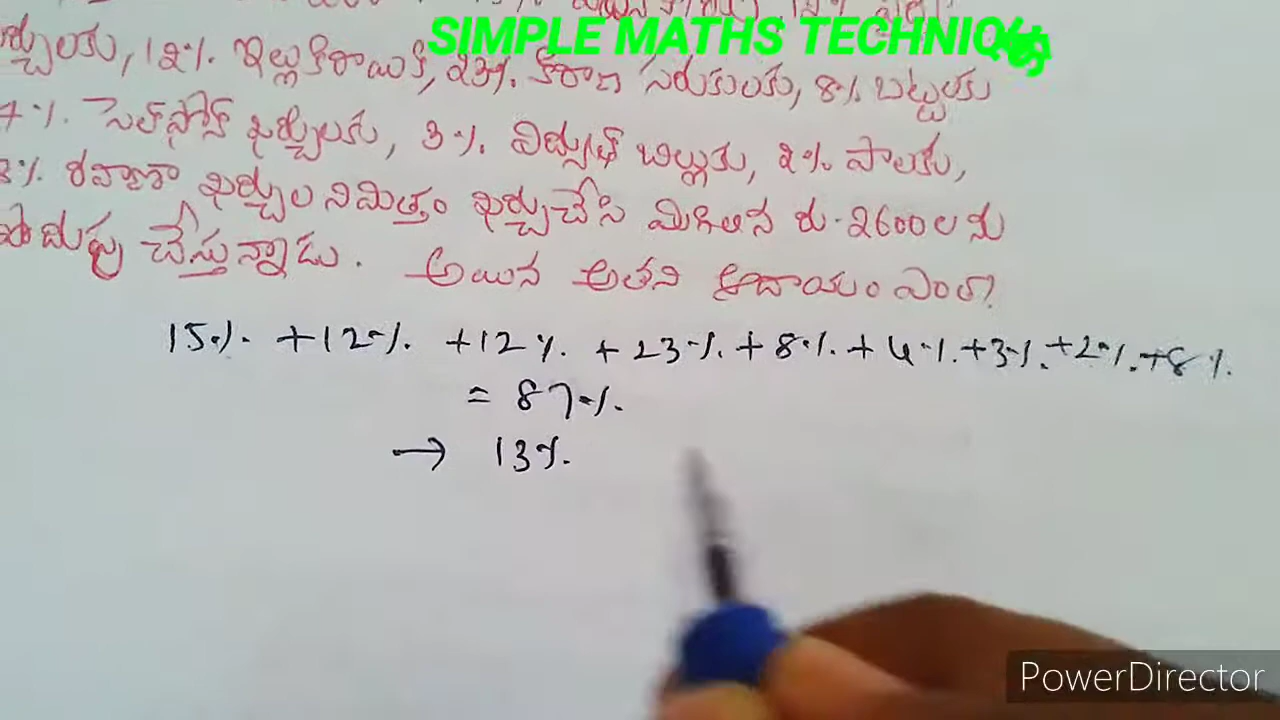 SIMPLE MATHS TECHNIQ
ఖర్చులకు, 12%. ఇల్లు కిరాయికి, 23%. కిరాణ సరుకులకు, 8% బట్టలకు
4%. సెల్‌ఫోన్ ఖర్చులకు, 3%. విద్యుత్ బిల్లుకు, 2% పాలకు,
8%. రవాణా ఖర్చుల నిమిత్తం ఖర్చుచేసి మిగిలిన రు.2600 లను
పొదుపు చేస్తున్నాడు. అయిన అతని ఆదాయం ఎంత?
15% + 12% + 12% + 23% + 8% + 4% + 3% + 2% + 8%
= 87%
→ 13%
PowerDirector